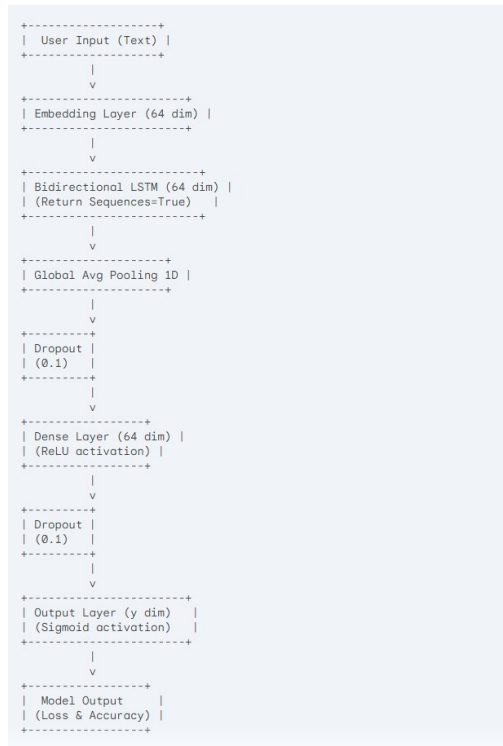 +-------------------+
|  User Input (Text) |
+-------------------+
|
v
+-----------------------+
| Embedding Layer (64 dim) |
+-----------------------+
|
v
+-------------------------+
| Bidirectional LSTM (64 dim) |
| (Return Sequences=True)   |
+-------------------------+
|
v
+--------------------+
| Global Avg Pooling 1D |
+--------------------+
|
v
+---------+
| Dropout |
| (0.1)   |
+---------+
|
v
+-----------------+
| Dense Layer (64 dim) |
| (ReLU activation) |
+-----------------+
|
v
+---------+
| Dropout |
| (0.1)   |
+---------+
|
v
+-----------------------+
| Output Layer (y dim)   |
| (Sigmoid activation)   |
+-----------------------+
|
v
+-----------------+
|  Model Output     |
| (Loss & Accuracy) |
+-----------------+